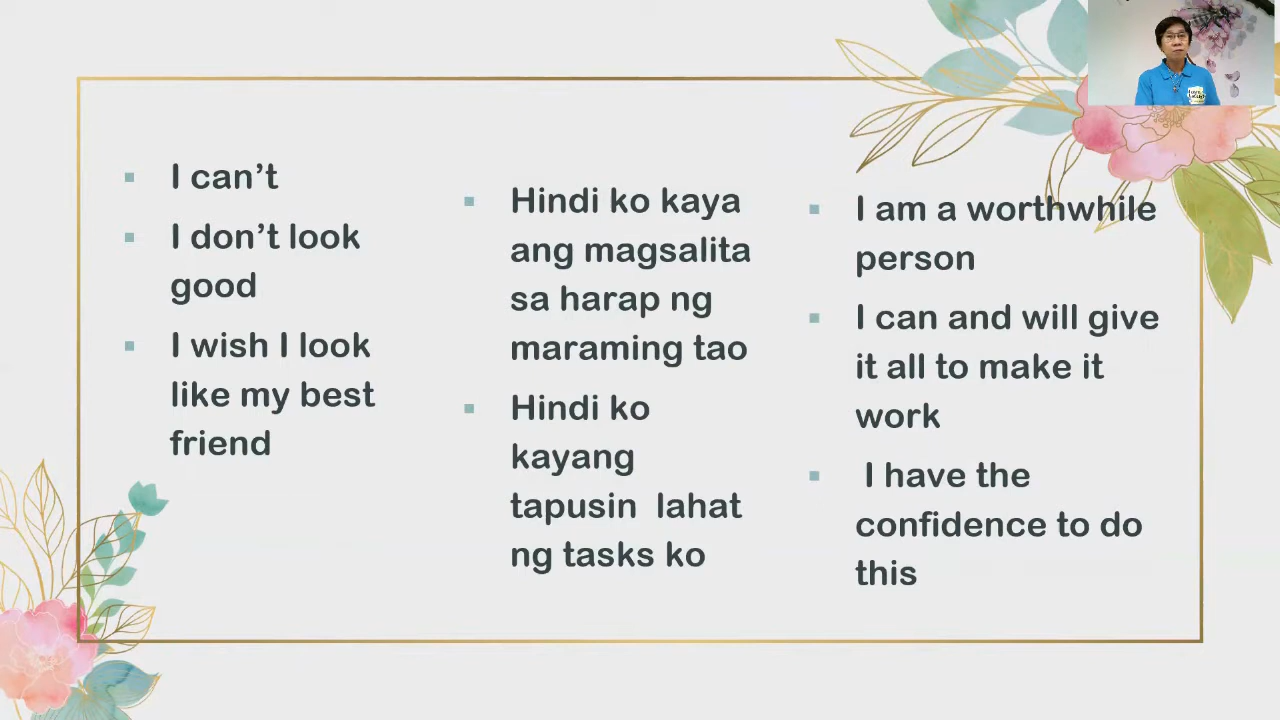 I can’t
I don’t look
good
I wish I look
like my best
friend
Hindi ko kaya
ang magsalita
sa harap ng
maraming tao
Hindi ko
kayang
tapusin  lahat
ng tasks ko
I am a worthwhile
person
I can and will give
it all to make it
work
I have the
confidence to do
this